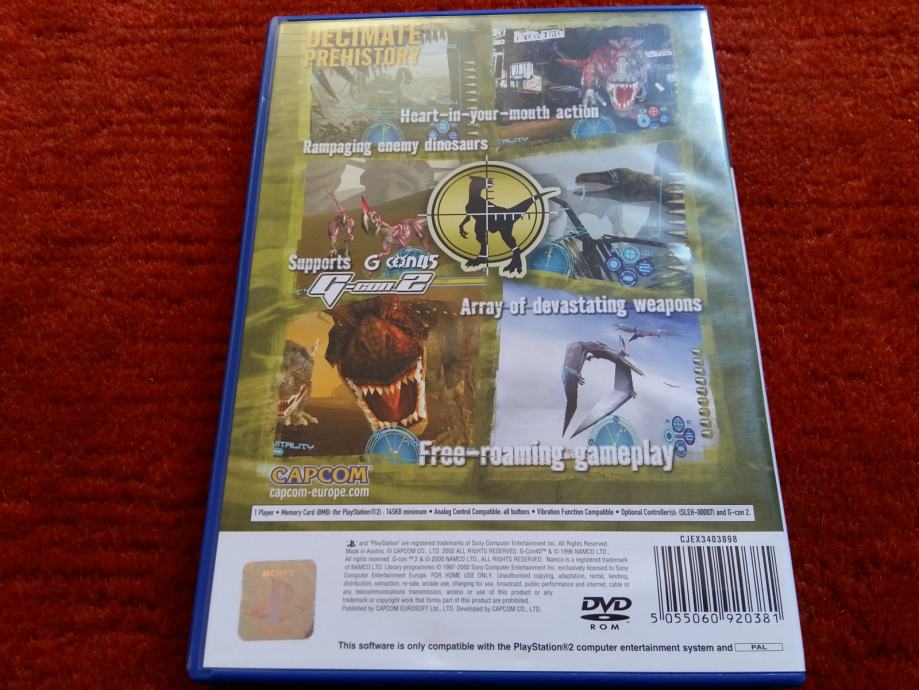 DECIMATE
PREHISTORY
Heart-in-your-mouth action
Rampaging enemy dinosaurs
Supports G con45
G-con 2
Array of devastating weapons
VITALITY
Free-roaming gameplay
CAPCOM
capcom-europe.com
1 Player • Memory Card (8MB) (for PlayStation®2) : 145KB minimum • Analog Control Compatible: all buttons • Vibration Function Compatible • Optional Controller(s): (SLEH-00007) and G-con 2.
"PlayStation" are registered trademarks of Sony Computer Entertainment Inc. All Rights Reserved.
Made in Austria. © CAPCOM CO., LTD. 2002 ALL RIGHTS RESERVED. G-Con45™ & © 1996 NAMCO LTD.,
All rights reserved. G-con ™ 2 & © 2000 NAMCO LTD., ALL RIGHTS RESERVED. Namco is a registered trademark
of NAMCO LTD. Library programmes © 1997-2002 Sony Computer Entertainment Inc. exclusively licensed to Sony
Computer Entertainment Europe. FOR HOME USE ONLY. Unauthorised copying, adaptation, rental, lending,
distribution, extraction, re-sale, arcade use, charging for use, broadcast, public performance and internet, cable or
any telecommunications transmission, access or use of this product or any
trademark or copyright work that forms part of this product are prohibited.
Published by CAPCOM EUROSOFT Ltd., LTD. Developed by CAPCOM CO., LTD.
CJEX3403898
SONY
DVD
ROM
5 055060 920381
This software is only compatible with the PlayStation®2 computer entertainment system and PAL